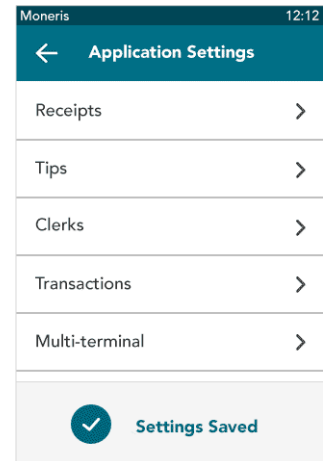 Moneris 12:12
Application Settings
Receipts
Tips
Clerks
Transactions
Multi-terminal
Settings Saved